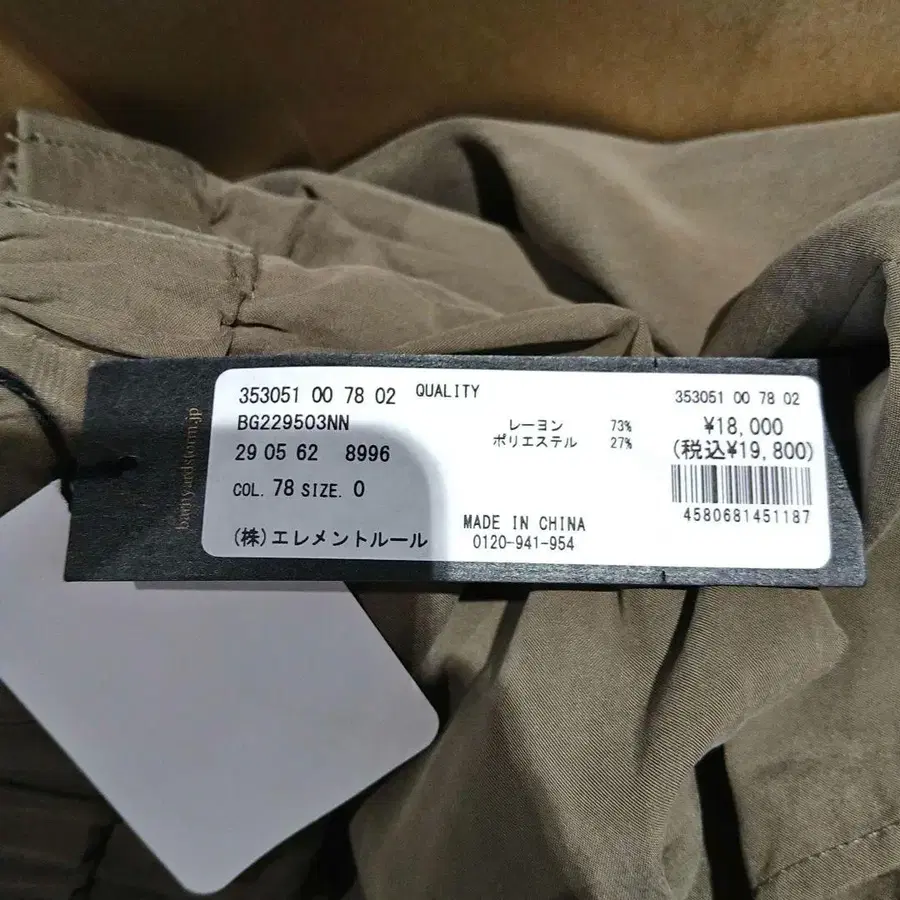 barnyardstorm.jp
353051 00 78 02
BG229503NN
29 05 62 8996
COL. 78 SIZE. 0
(株)エレメントルール
QUALITY
レーヨン 73%
ポリエステル 27%
MADE IN CHINA
0120-941-954
353051 00 78 02
¥18,000
(税込¥19,800)
4580681451187